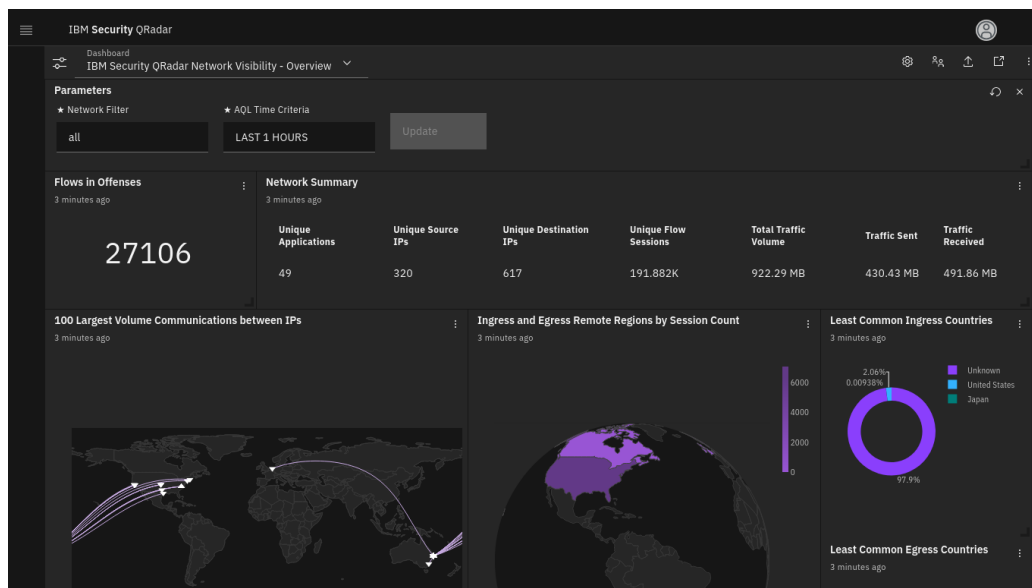 IBM Security QRadar
Dashboard
IBM Security QRadar Network Visibility - Overview
Parameters
★ Network Filter
★ AQL Time Criteria
all
LAST 1 HOURS
Update
Flows in Offenses
3 minutes ago
27106
Network Summary
3 minutes ago
Unique Applications
Unique Source IPs
Unique Destination IPs
Unique Flow Sessions
Total Traffic Volume
Traffic Sent
Traffic Received
49
320
617
191.882K
922.29 MB
430.43 MB
491.86 MB
100 Largest Volume Communications between IPs
3 minutes ago
Ingress and Egress Remote Regions by Session Count
3 minutes ago
6000
4000
2000
0
Least Common Ingress Countries
3 minutes ago
2.06%
0.00938%
97.9%
Unknown
United States
Japan
Least Common Egress Countries
3 minutes ago